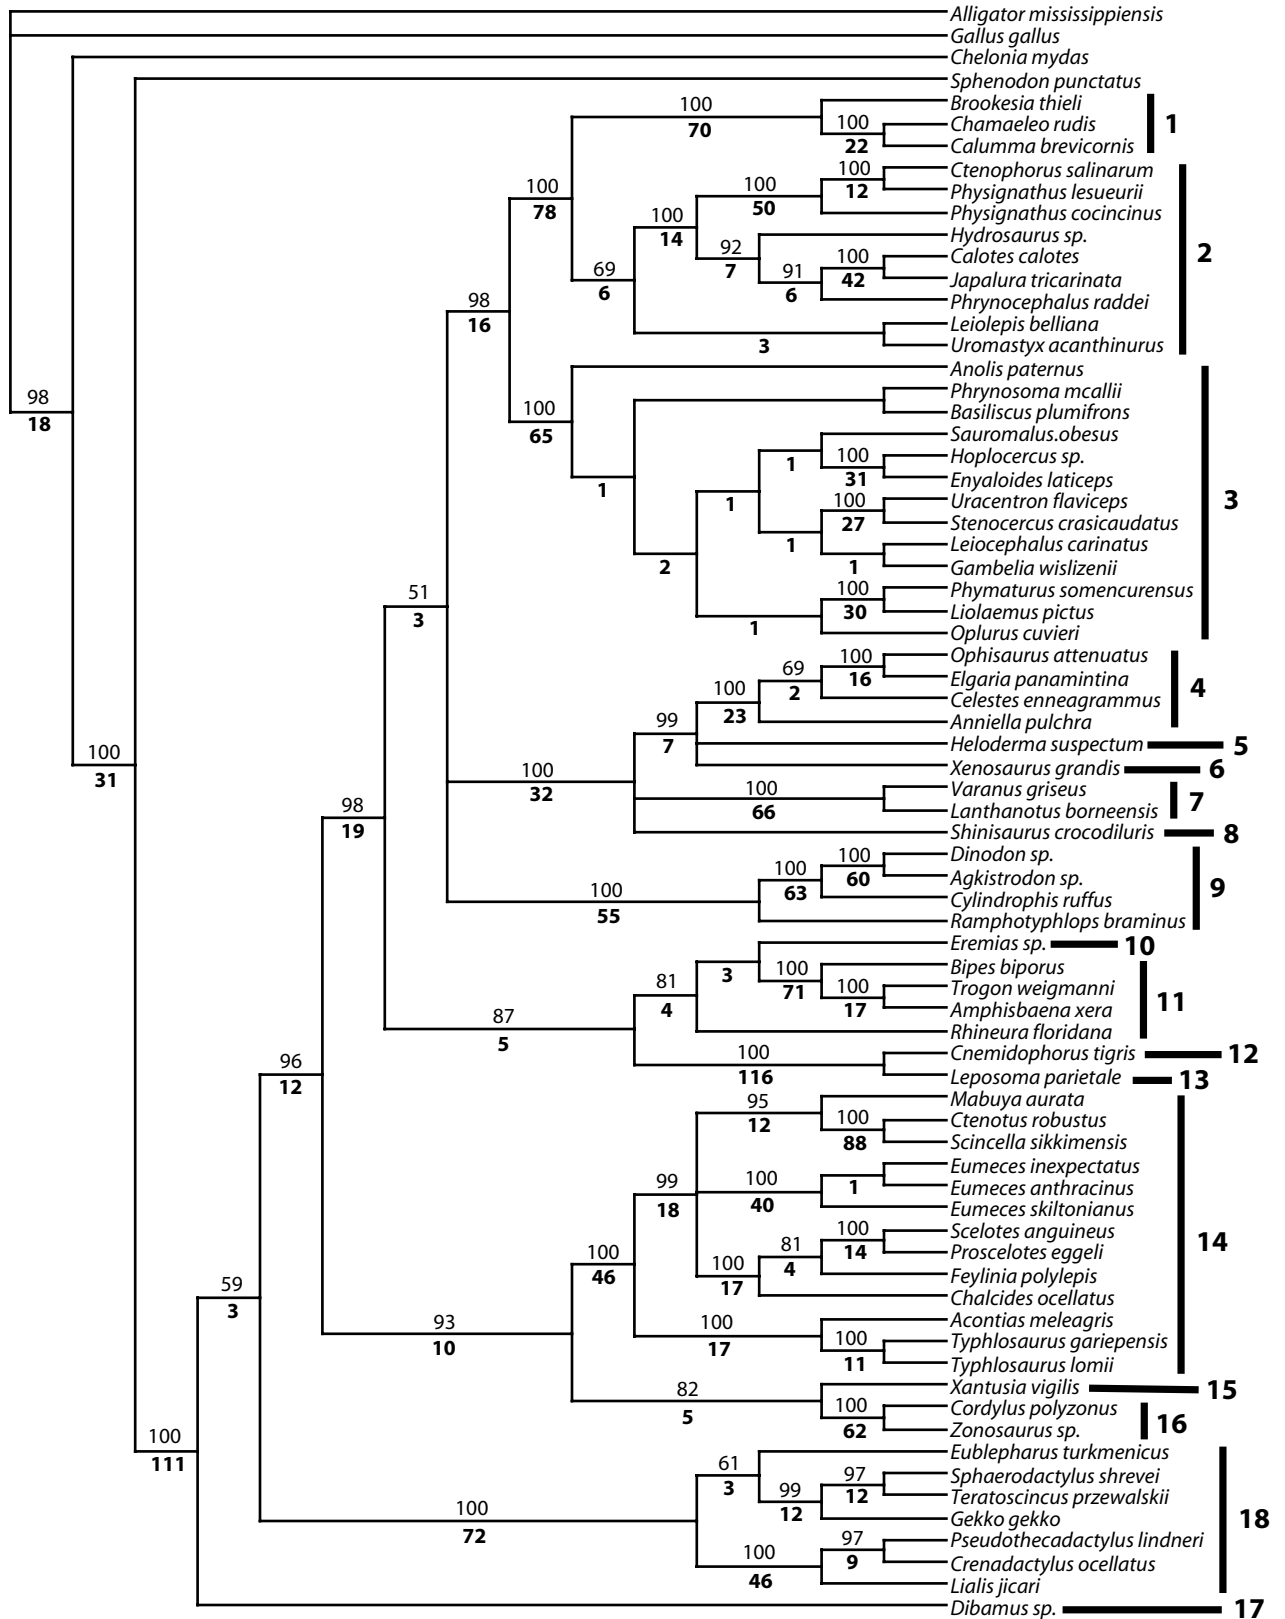 Alligator mississippiensis
Gallus gallus
Chelonia mydas
Sphenodon punctatus
Brookesia thieli
100
70
100
Chamaeleo rudis
1
22
Calumma brevicornis
100
Ctenophorus salinarum
100
78
100
50
12
Physignathus lesueurii
Physignathus cocincinus
100
14
92
7
Hydrosaurus sp.
2
100
Calotes calotes
69
6
91
6
42
Japalura tricarinata
Phrynocephalus raddei
98
16
Leiolepis belliana
3
Uromastyx acanthinurus
Anolis paternus
Phrynosoma mcallii
98
18
100
65
Basiliscus plumifrons
Sauromalus.obesus
1
100
Hoplocercus sp.
31
Enyaloides laticeps
1
1
100
Uracentron flaviceps
3
27
Stenocercus crasicaudatus
1
Leiocephalus carinatus
2
1
Gambelia wislizenii
51
3
100
Phymaturus somencurensus
30
Liolaemus pictus
1
Oplurus cuvieri
100
Ophisaurus attenuatus
69
2
16
Elgaria panamintina
4
100
23
Celestes enneagrammus
Anniella pulchra
99
7
Heloderma suspectum
5
100
31
100
32
Xenosaurus grandis
6
100
66
Varanus griseus
7
Lanthanotus borneensis
98
19
Shinisaurus crocodiluris
8
100
Dinodon sp.
100
63
60
Agkistrodon sp.
9
100
55
Cylindrophis ruffus
Ramphotyphlops braminus
Eremias sp.
10
3
100
71
Bipes biporus
81
4
100
Trogon weigmanni
11
17
Amphisbaena xera
87
5
Rhineura floridana
100
116
Cnemidophorus tigris
12
96
12
Leposoma parietale
13
95
12
Mabuya aurata
100
Ctenotus robustus
88
Scincella sikkimensis
Eumeces inexpectatus
99
18
100
40
1
Eumeces anthracinus
Eumeces skiltonianus
100
Scelotes anguineus
14
100
46
81
4
14
Proscelotes eggeli
100
17
Feylinia polylepis
59
3
Chalcides ocellatus
93
10
100
17
Acontias meleagris
100
Typhlosaurus gariepensis
11
Typhlosaurus lomii
82
5
Xantusia vigilis
15
100
Cordylus polyzonus
16
62
Zonosaurus sp.
100
111
Eublepharus turkmenicus
61
3
97
Sphaerodactylus shrevei
99
12
12
Teratoscincus przewalskii
100
72
Gekko gekko
18
97
Pseudothecadactylus lindneri
100
46
9
Crenadactylus ocellatus
Lialis jicari
Dibamus sp.
17